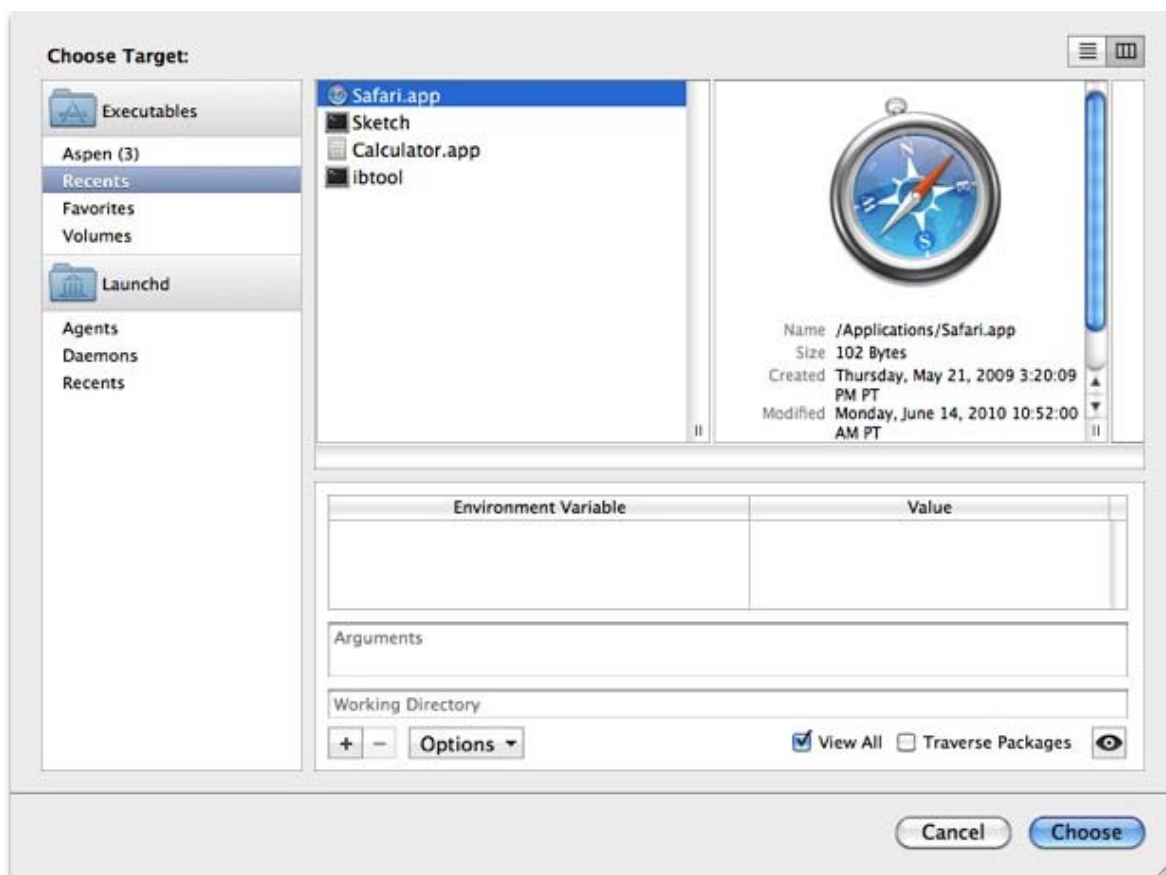 Choose Target:
Executables
Aspen (3)
Recents
Favorites
Volumes
Launchd
Agents
Daemons
Recents
Safari.app
Sketch
Calculator.app
ibtool
N
E
S
W
Name /Applications/Safari.app
Size 102 Bytes
Created Thursday, May 21, 2009 3:20:09
PM PT
Modified Monday, June 14, 2010 10:52:00
AM PT
Environment Variable Value
Arguments
Working Directory
+ - Options
View All Traverse Packages
Cancel Choose